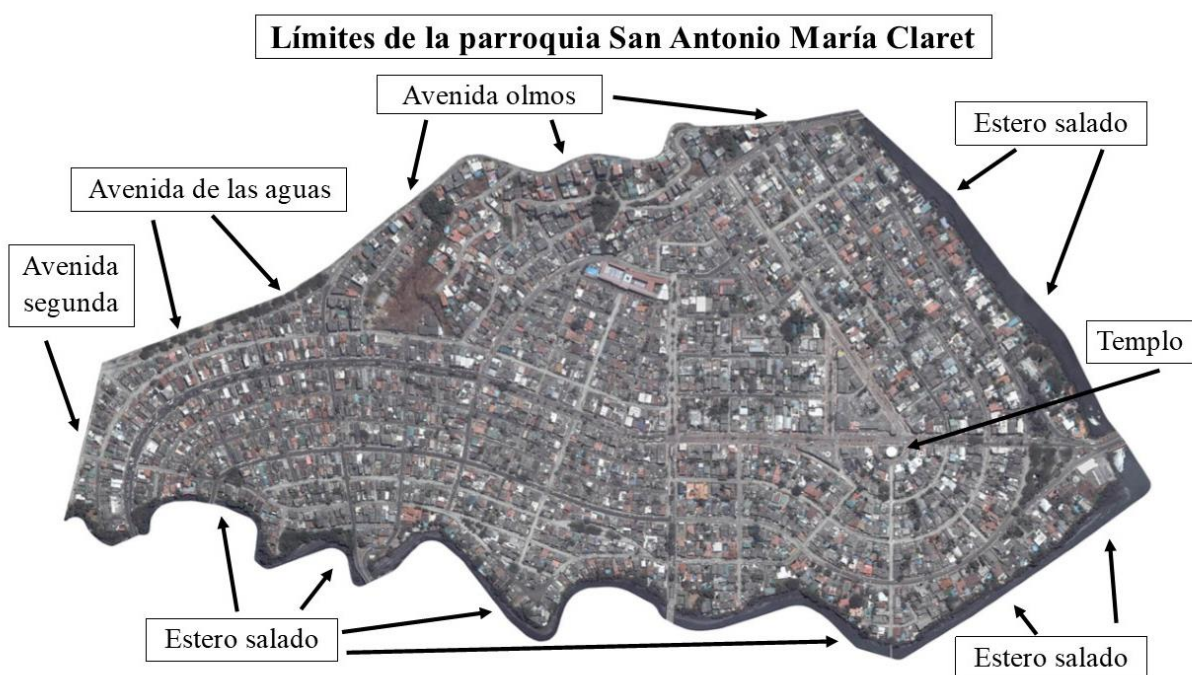 Límites de la parroquia San Antonio María Claret
Avenida olmos
Estero salado
Avenida de las aguas
Avenida
segunda
Templo
Estero salado
Estero salado